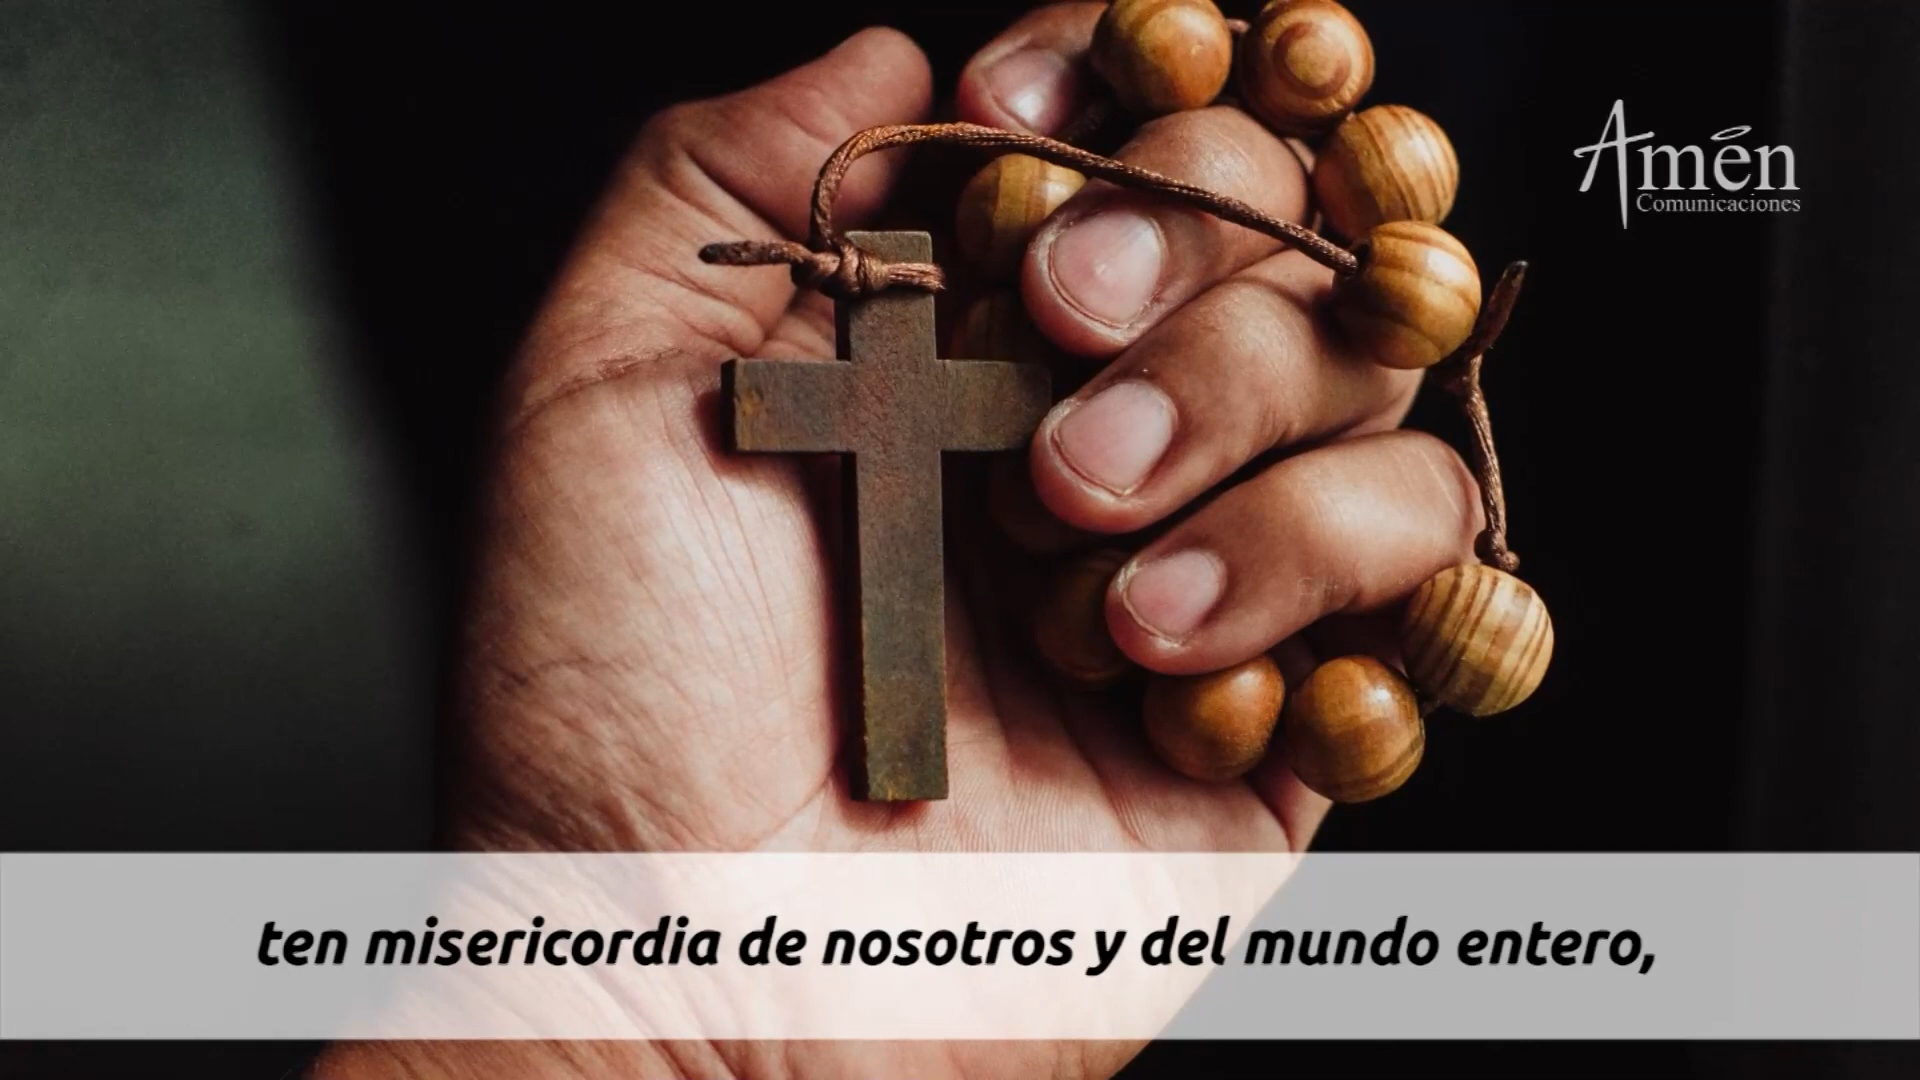 Amén
Comunicaciones
ten misericordia de nosotros y del mundo entero,